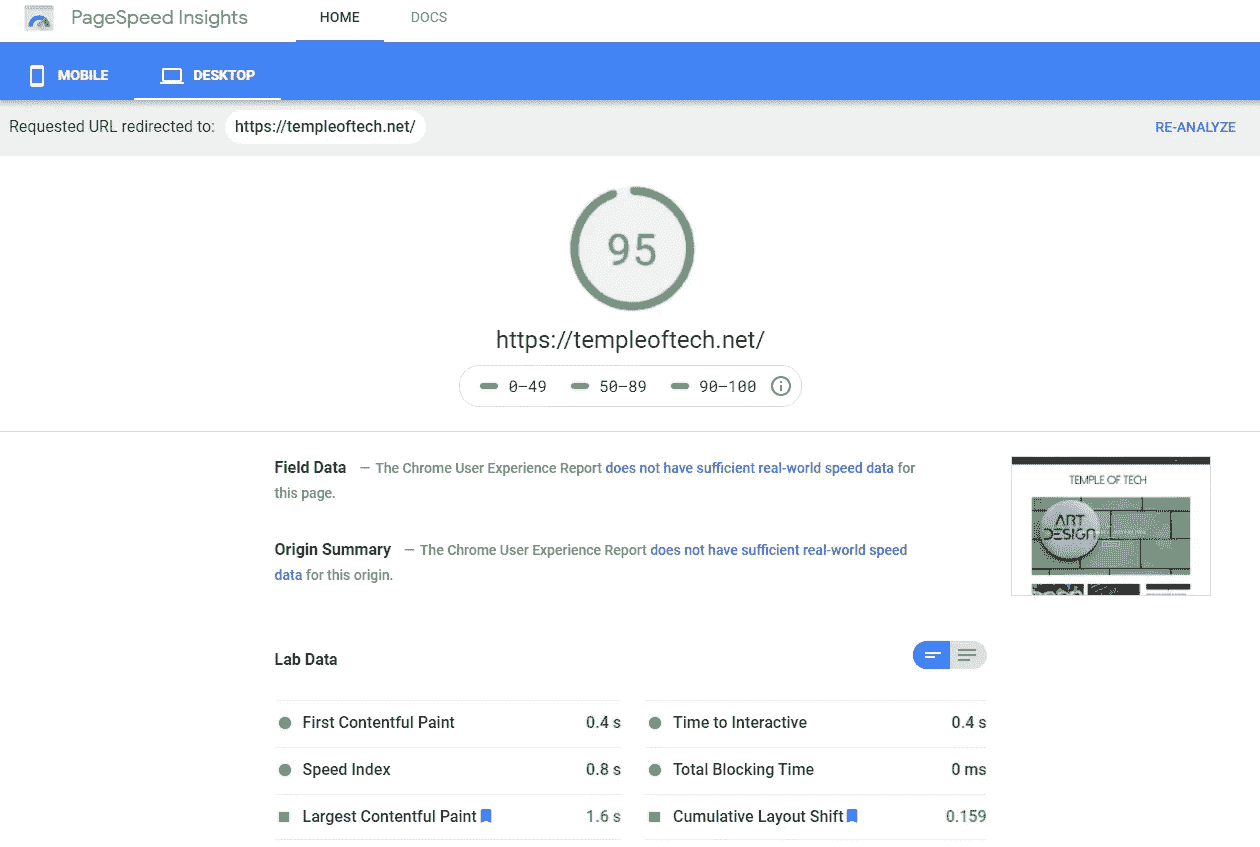 PageSpeed Insights HOME DOCS
MOBILE DESKTOP
Requested URL redirected to: https://templeoftech.net/ RE-ANALYZE
95
https://templeoftech.net/
0–49 50–89 90–100
Field Data — The Chrome User Experience Report does not have sufficient real-world speed data for
this page.
TEMPLE OF TECH
ART
DESIGN
Origin Summary — The Chrome User Experience Report does not have sufficient real-world speed
data for this origin.
Lab Data
First Contentful Paint 0.4 s
Time to Interactive 0.4 s
Speed Index 0.8 s
Total Blocking Time 0 ms
Largest Contentful Paint 1.6 s
Cumulative Layout Shift 0.159